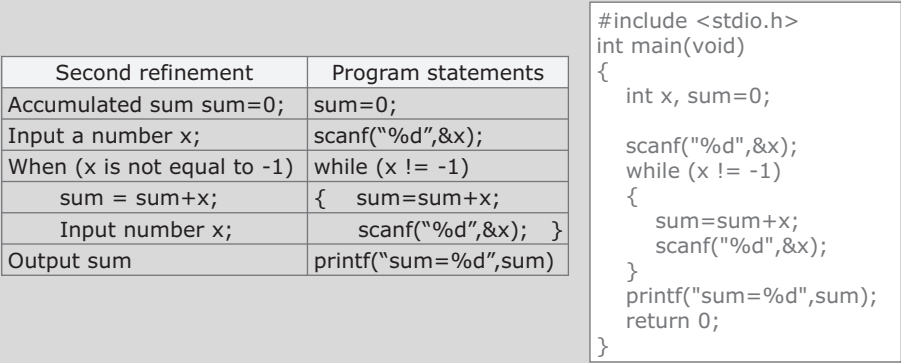 Second refinement Program statements
Accumulated sum sum=0; sum=0;
Input a number x; scanf(“%d”,&x);
When (x is not equal to -1) while (x != -1)
sum = sum+x; { sum=sum+x;
Input number x; scanf(“%d”,&x); }
Output sum printf(“sum=%d”,sum)
#include <stdio.h>
int main(void)
{
int x, sum=0;
scanf("%d",&x);
while (x != -1)
{
sum=sum+x;
scanf("%d",&x);
}
printf("sum=%d",sum);
return 0;
}